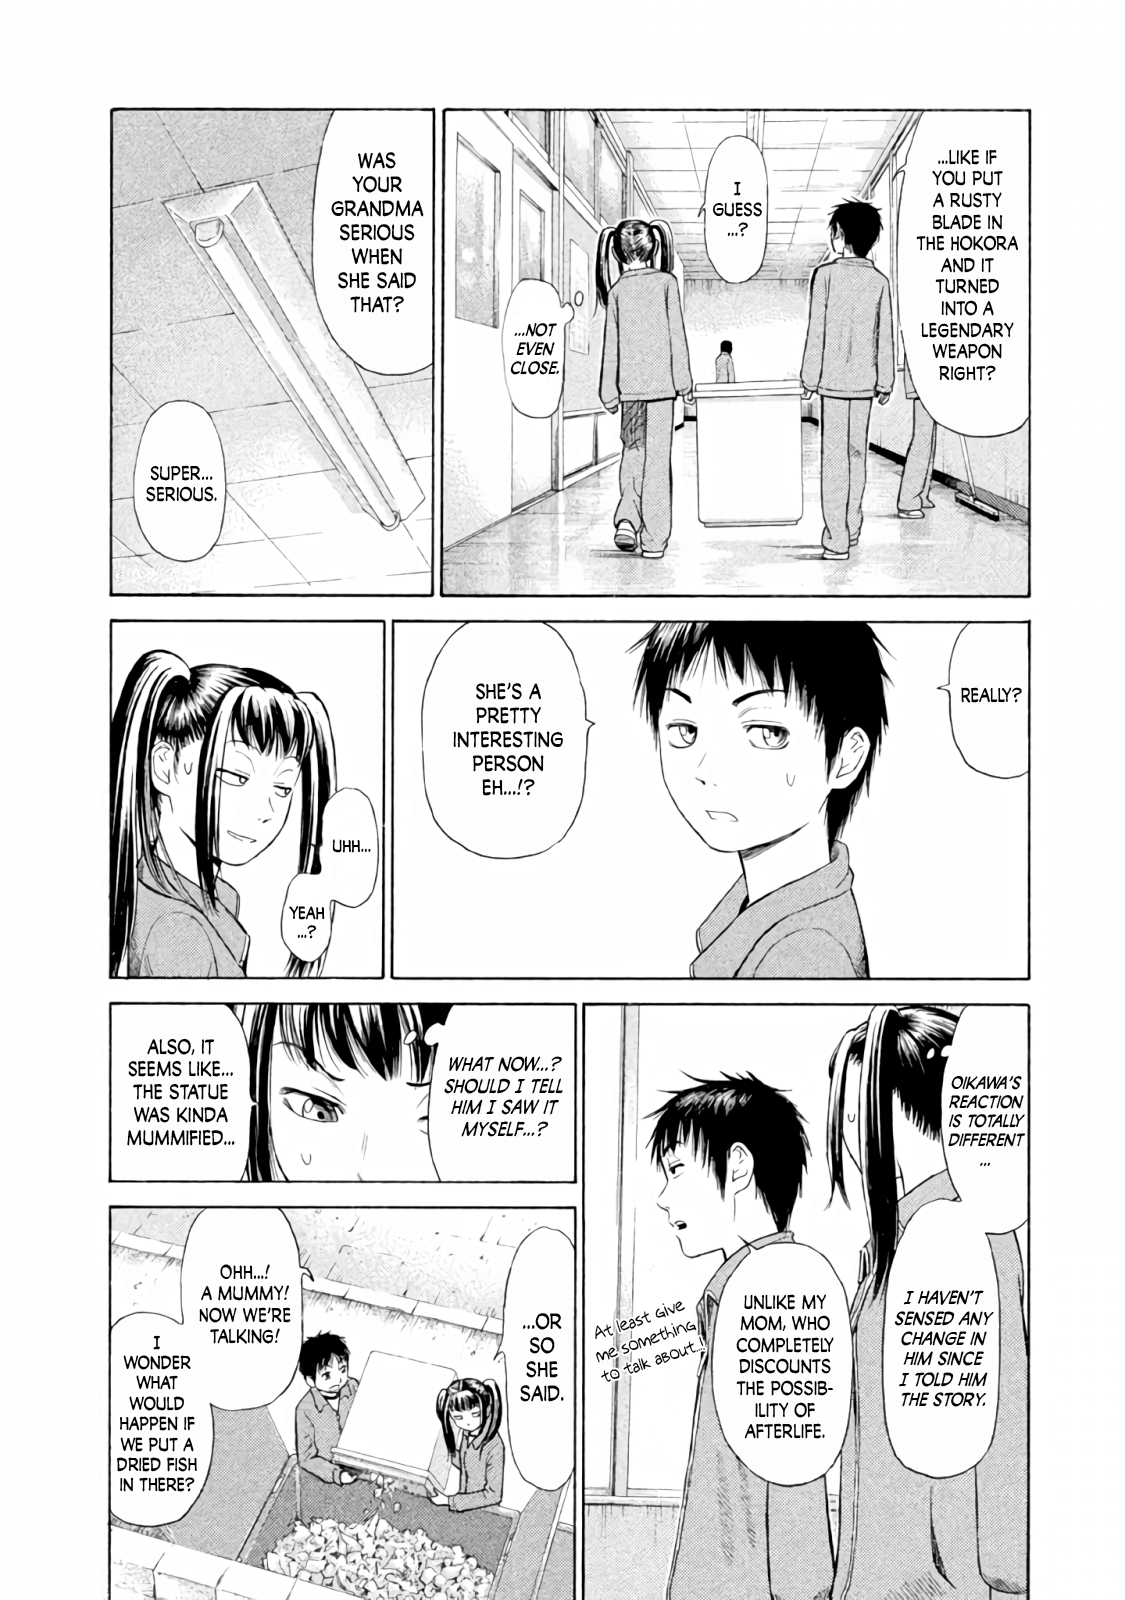 ...LIKE IF
YOU PUT
A RUSTY
BLADE IN
THE HOKORA
AND IT
TURNED
INTO A
LEGENDARY
WEAPON
RIGHT?
I
GUESS
...?
...NOT
EVEN
CLOSE.
WAS
YOUR
GRANDMA
SERIOUS
WHEN
SHE SAID
THAT?
SUPER...
SERIOUS.
REALLY?
SHE'S A
PRETTY
INTERESTING
PERSON
EH...!?
UHH...
YEAH
...?
OIKAWA'S
REACTION
IS TOTALLY
DIFFERENT
...
I HAVEN'T
SENSED ANY
CHANGE IN
HIM SINCE
I TOLD HIM
THE STORY.
UNLIKE MY
MOM, WHO
COMPLETELY
DISCOUNTS
THE POSSIB-
ILITY OF
AFTERLIFE.
At least give
me something
to talk about..!
WHAT NOW...?
SHOULD I TELL
HIM I SAW IT
MYSELF...?
ALSO, IT
SEEMS LIKE...
THE STATUE
WAS KINDA
MUMMIFIED...
...OR
SO
SHE
SAID.
OHH...!
A MUMMY!
NOW WE'RE
TALKING!
I
WONDER
WHAT
WOULD
HAPPEN IF
WE PUT A
DRIED FISH
IN THERE?